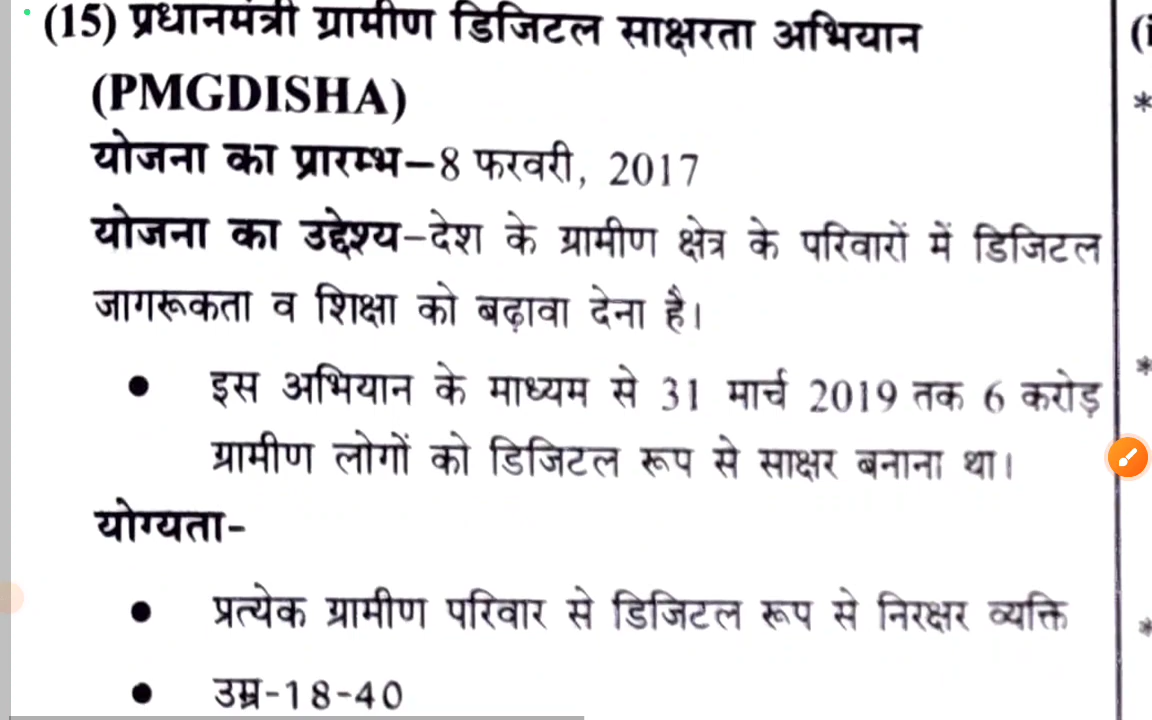 (15) प्रधानमंत्री ग्रामीण डिजिटल साक्षरता अभियान
(PMGDISHA)
योजना का प्रारम्भ–8 फरवरी, 2017
योजना का उद्देश्य–देश के ग्रामीण क्षेत्र के परिवारों में डिजिटल
जागरूकता व शिक्षा को बढ़ावा देना है।
● इस अभियान के माध्यम से 31 मार्च 2019 तक 6 करोड़
ग्रामीण लोगों को डिजिटल रूप से साक्षर बनाना था।
योग्यता-
● प्रत्येक ग्रामीण परिवार से डिजिटल रूप से निरक्षर व्यक्ति
● उम्र-18-40
*
*
*